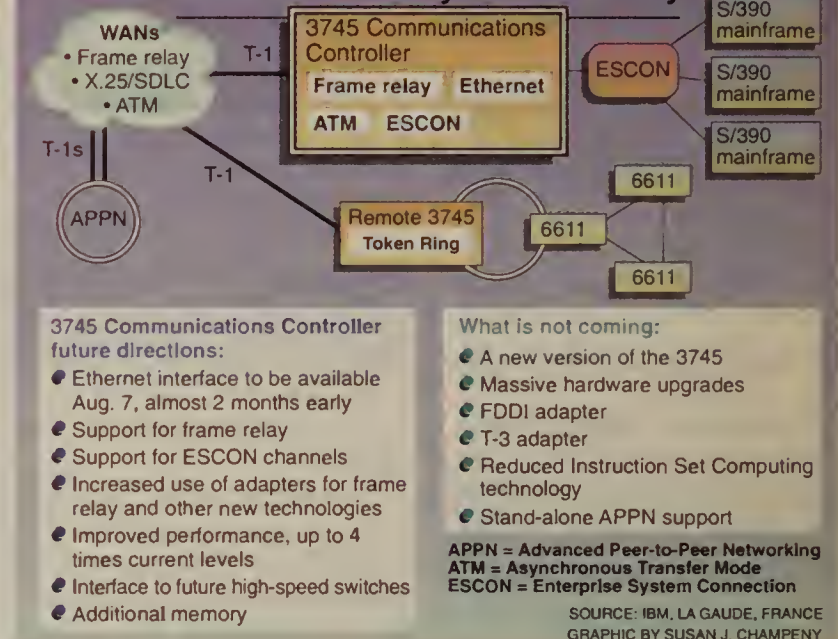 WANs
• Frame relay
• X.25/SDLC
• ATM
T-1
3745 Communications
Controller
Frame relay Ethernet
ATM ESCON
ESCON
S/390
mainframe
S/390
mainframe
S/390
mainframe
T-1s
T-1
APPN
Remote 3745
Token Ring
6611
6611
6611
3745 Communications Controller
future directions:
Ethernet interface to be available
Aug. 7, almost 2 months early
Support for frame relay
Support for ESCON channels
Increased use of adapters for frame
relay and other new technologies
Improved performance, up to 4
times current levels
Interface to future high-speed switches
Additional memory
What is not coming:
A new version of the 3745
Massive hardware upgrades
FDDI adapter
T-3 adapter
Reduced Instruction Set Computing
technology
Stand-alone APPN support
APPN = Advanced Peer-to-Peer Networking
ATM = Asynchronous Transfer Mode
ESCON = Enterprise System Connection
SOURCE: IBM, LA GAUDE, FRANCE
GRAPHIC BY SUSAN J. CHAMPENY